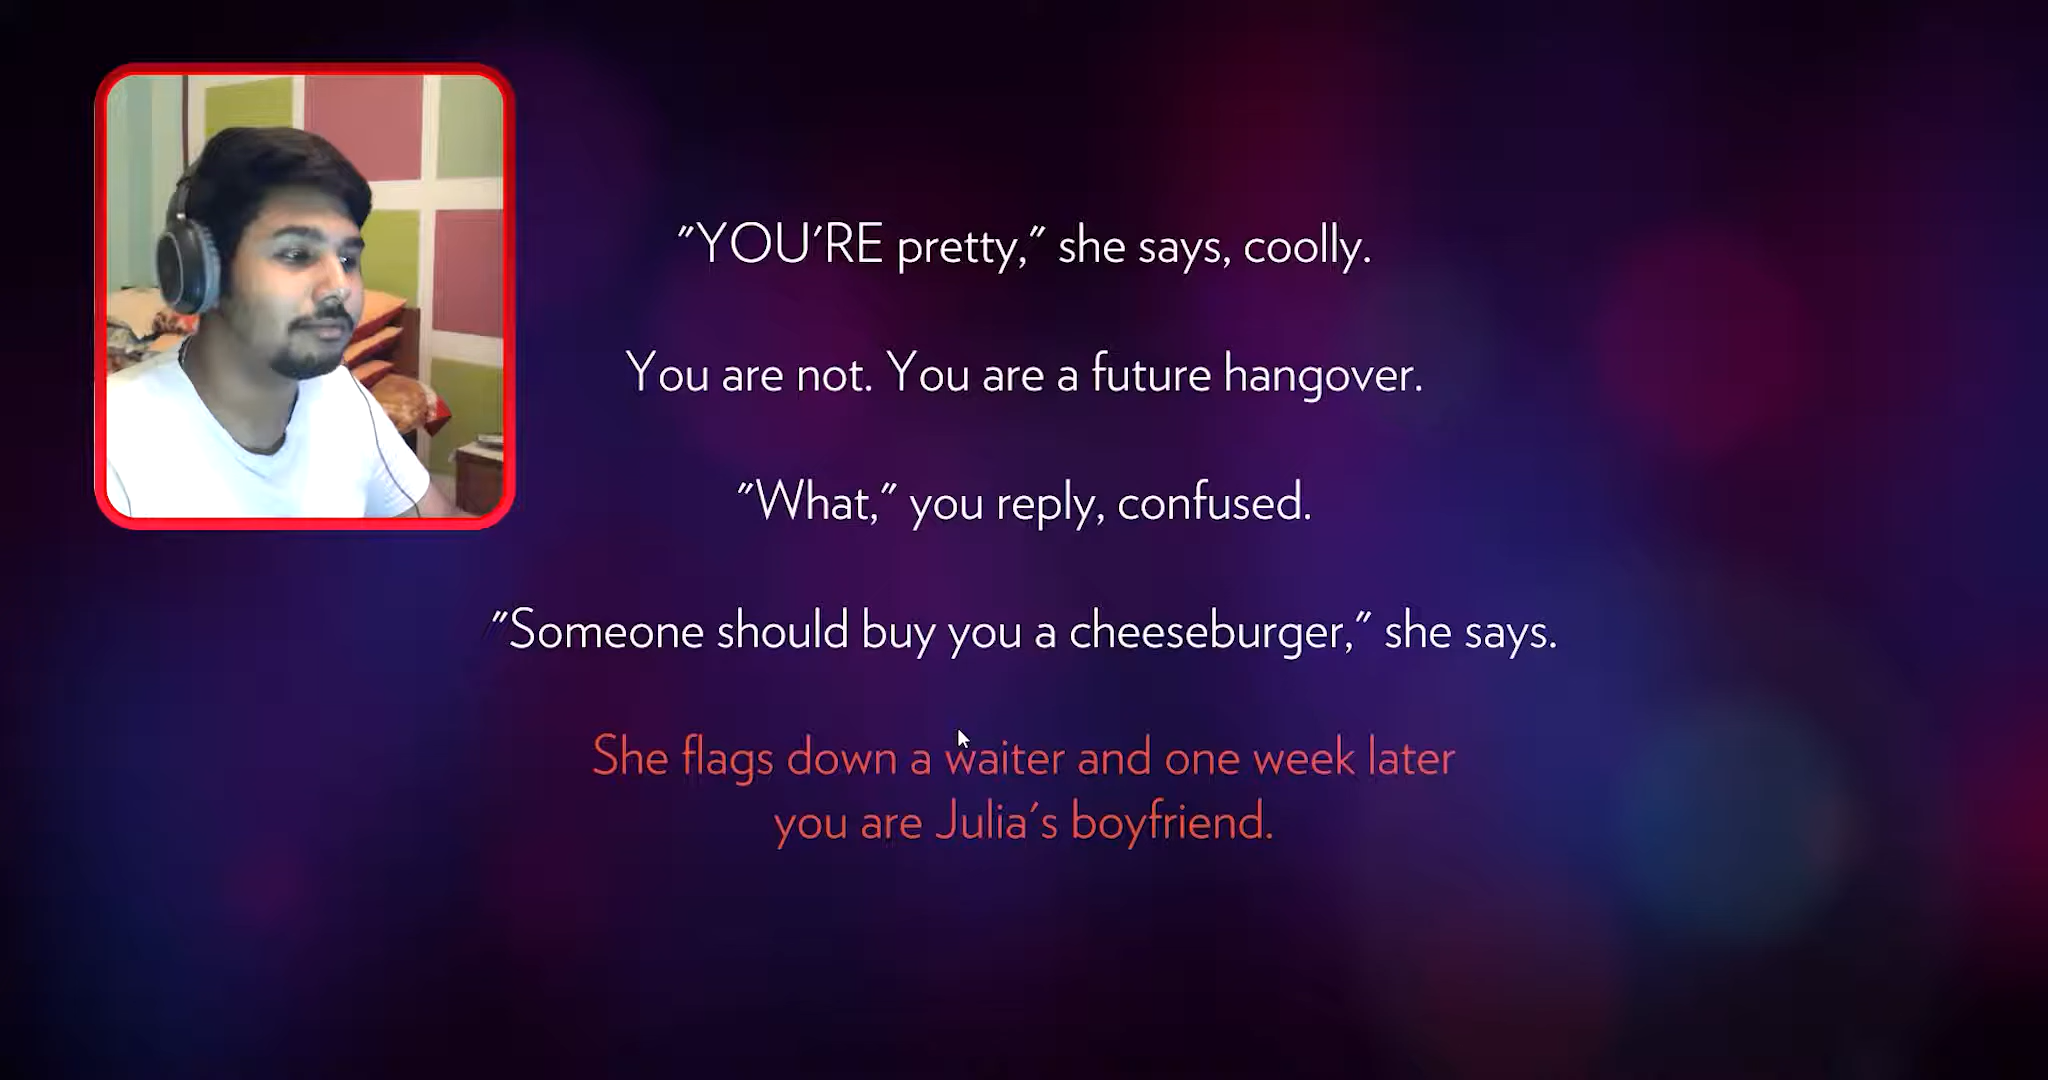 "YOU'RE pretty," she says, coolly.
You are not. You are a future hangover.
"What," you reply, confused.
"Someone should buy you a cheeseburger," she says.
She flags down a waiter and one week later
you are Julia's boyfriend.